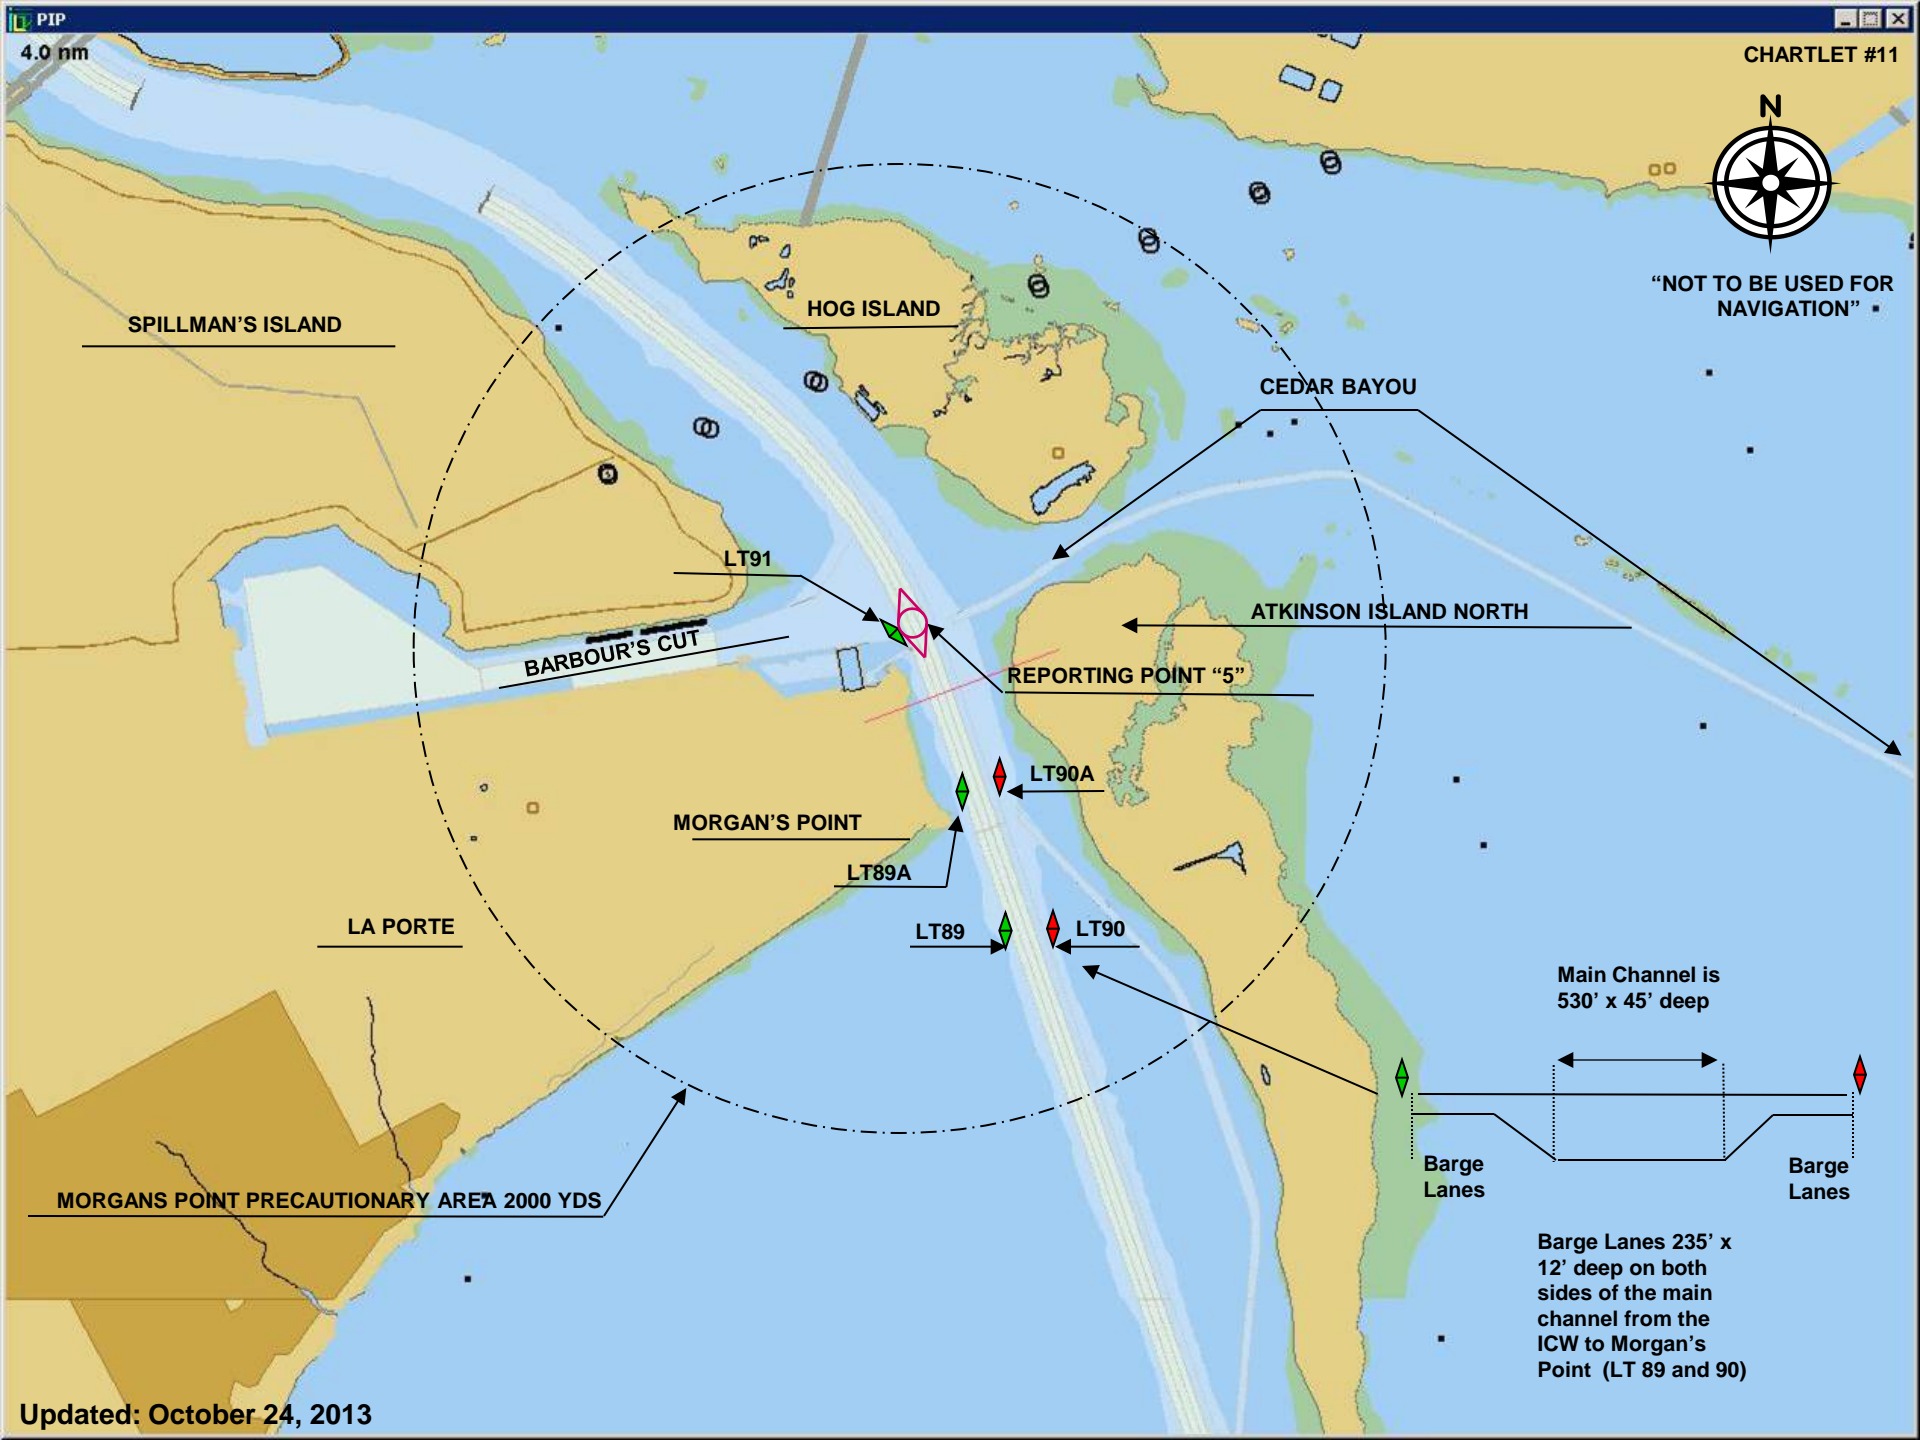 PIP
4.0 nm
CHARTLET #11
N
“NOT TO BE USED FOR
NAVIGATION”
SPILLMAN’S ISLAND
HOG ISLAND
CEDAR BAYOU
LT91
ATKINSON ISLAND NORTH
BARBOUR’S CUT
REPORTING POINT “5”
LT90A
MORGAN’S POINT
LT89A
LA PORTE
LT89
LT90
Main Channel is
530’ x 45’ deep
Barge
Lanes
Barge
Lanes
MORGANS POINT PRECAUTIONARY AREA 2000 YDS
Barge Lanes 235’ x
12’ deep on both
sides of the main
channel from the
ICW to Morgan’s
Point (LT 89 and 90)
Updated: October 24, 2013